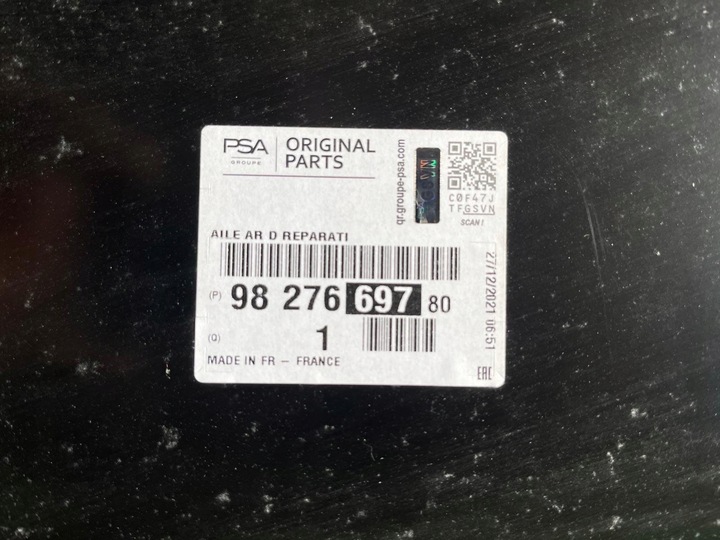 PSA
GROUPE
ORIGINAL
PARTS
qr.groupe-psa.com
C0F47J
TFGSVN
SCAN!
AILE AR D REPARATI
(P) 98 276 697 80
(Q) 1
MADE IN FR – FRANCE
27/12/2021 06:51
EAC